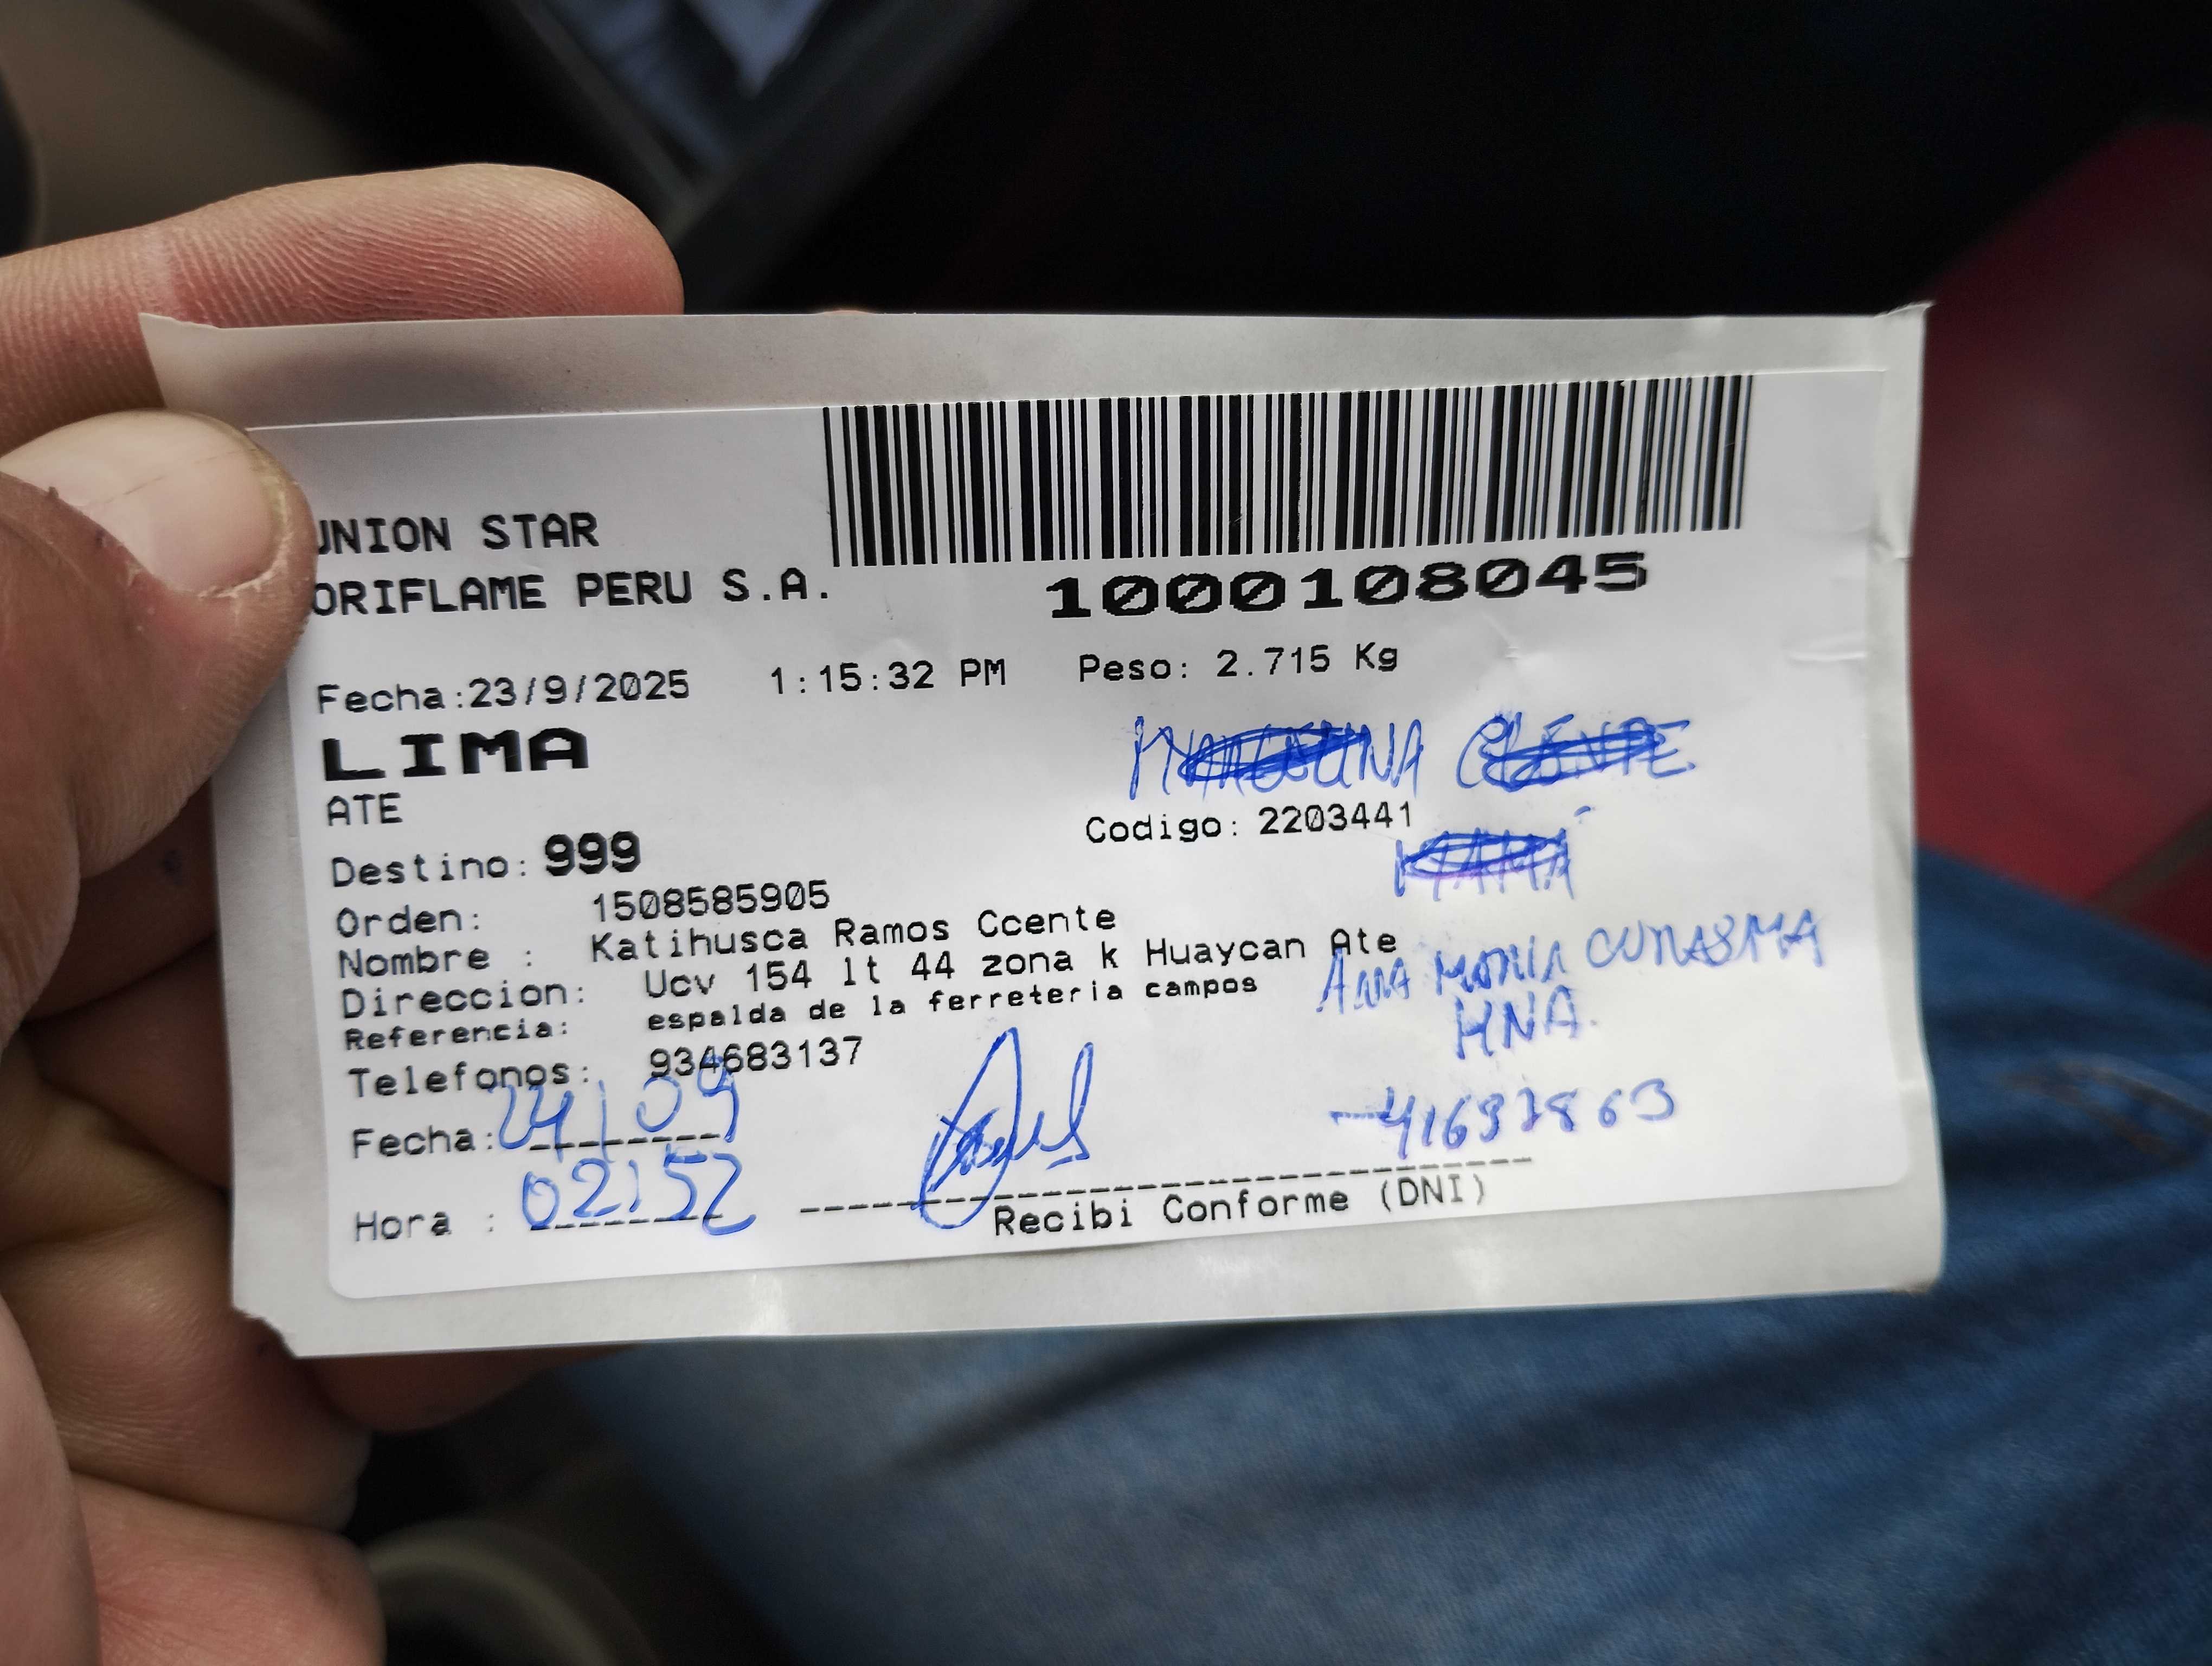 UNION STAR
ORIFLAME PERU S.A.
1000108045
Fecha:23/9/2025 1:15:32 PM Peso: 2.715 Kg
LIMA
ATE
Codigo: 2203441
Destino: 999
Orden: 1508585905
Nombre : Katihusca Ramos Ccente
Direccion: Ucv 154 lt 44 zona k Huaycan Ate
Referencia: espalda de la ferreteria campos
HNA.
Telefonos: 934683137
Fecha: 24/09
41697863
Hora : 02:52
Recibi Conforme (DNI)